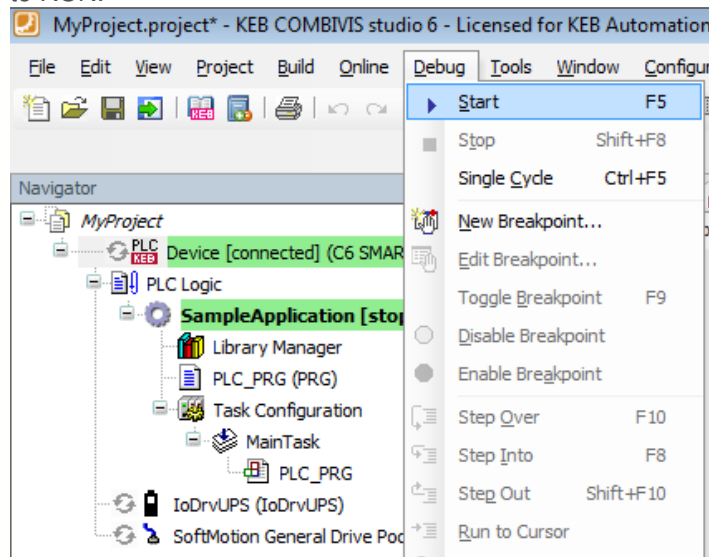 to RUN.
MyProject.project* - KEB COMBIVIS studio 6 - Licensed for KEB Automation
File Edit View Project Build Online Debug Tools Window Configur
Start F5
Stop Shift+F8
Single Cycle Ctrl+F5
New Breakpoint...
Edit Breakpoint...
Toggle Breakpoint F9
Disable Breakpoint
Enable Breakpoint
Step Over F10
Step Into F8
Step Out Shift+F10
Run to Cursor
Navigator
MyProject
PLC KEB Device [connected] (C6 SMAR
PLC Logic
SampleApplication [stop
Library Manager
PLC_PRG (PRG)
Task Configuration
MainTask
PLC_PRG
IoDrvUPS (IoDrvUPS)
SoftMotion General Drive Poo